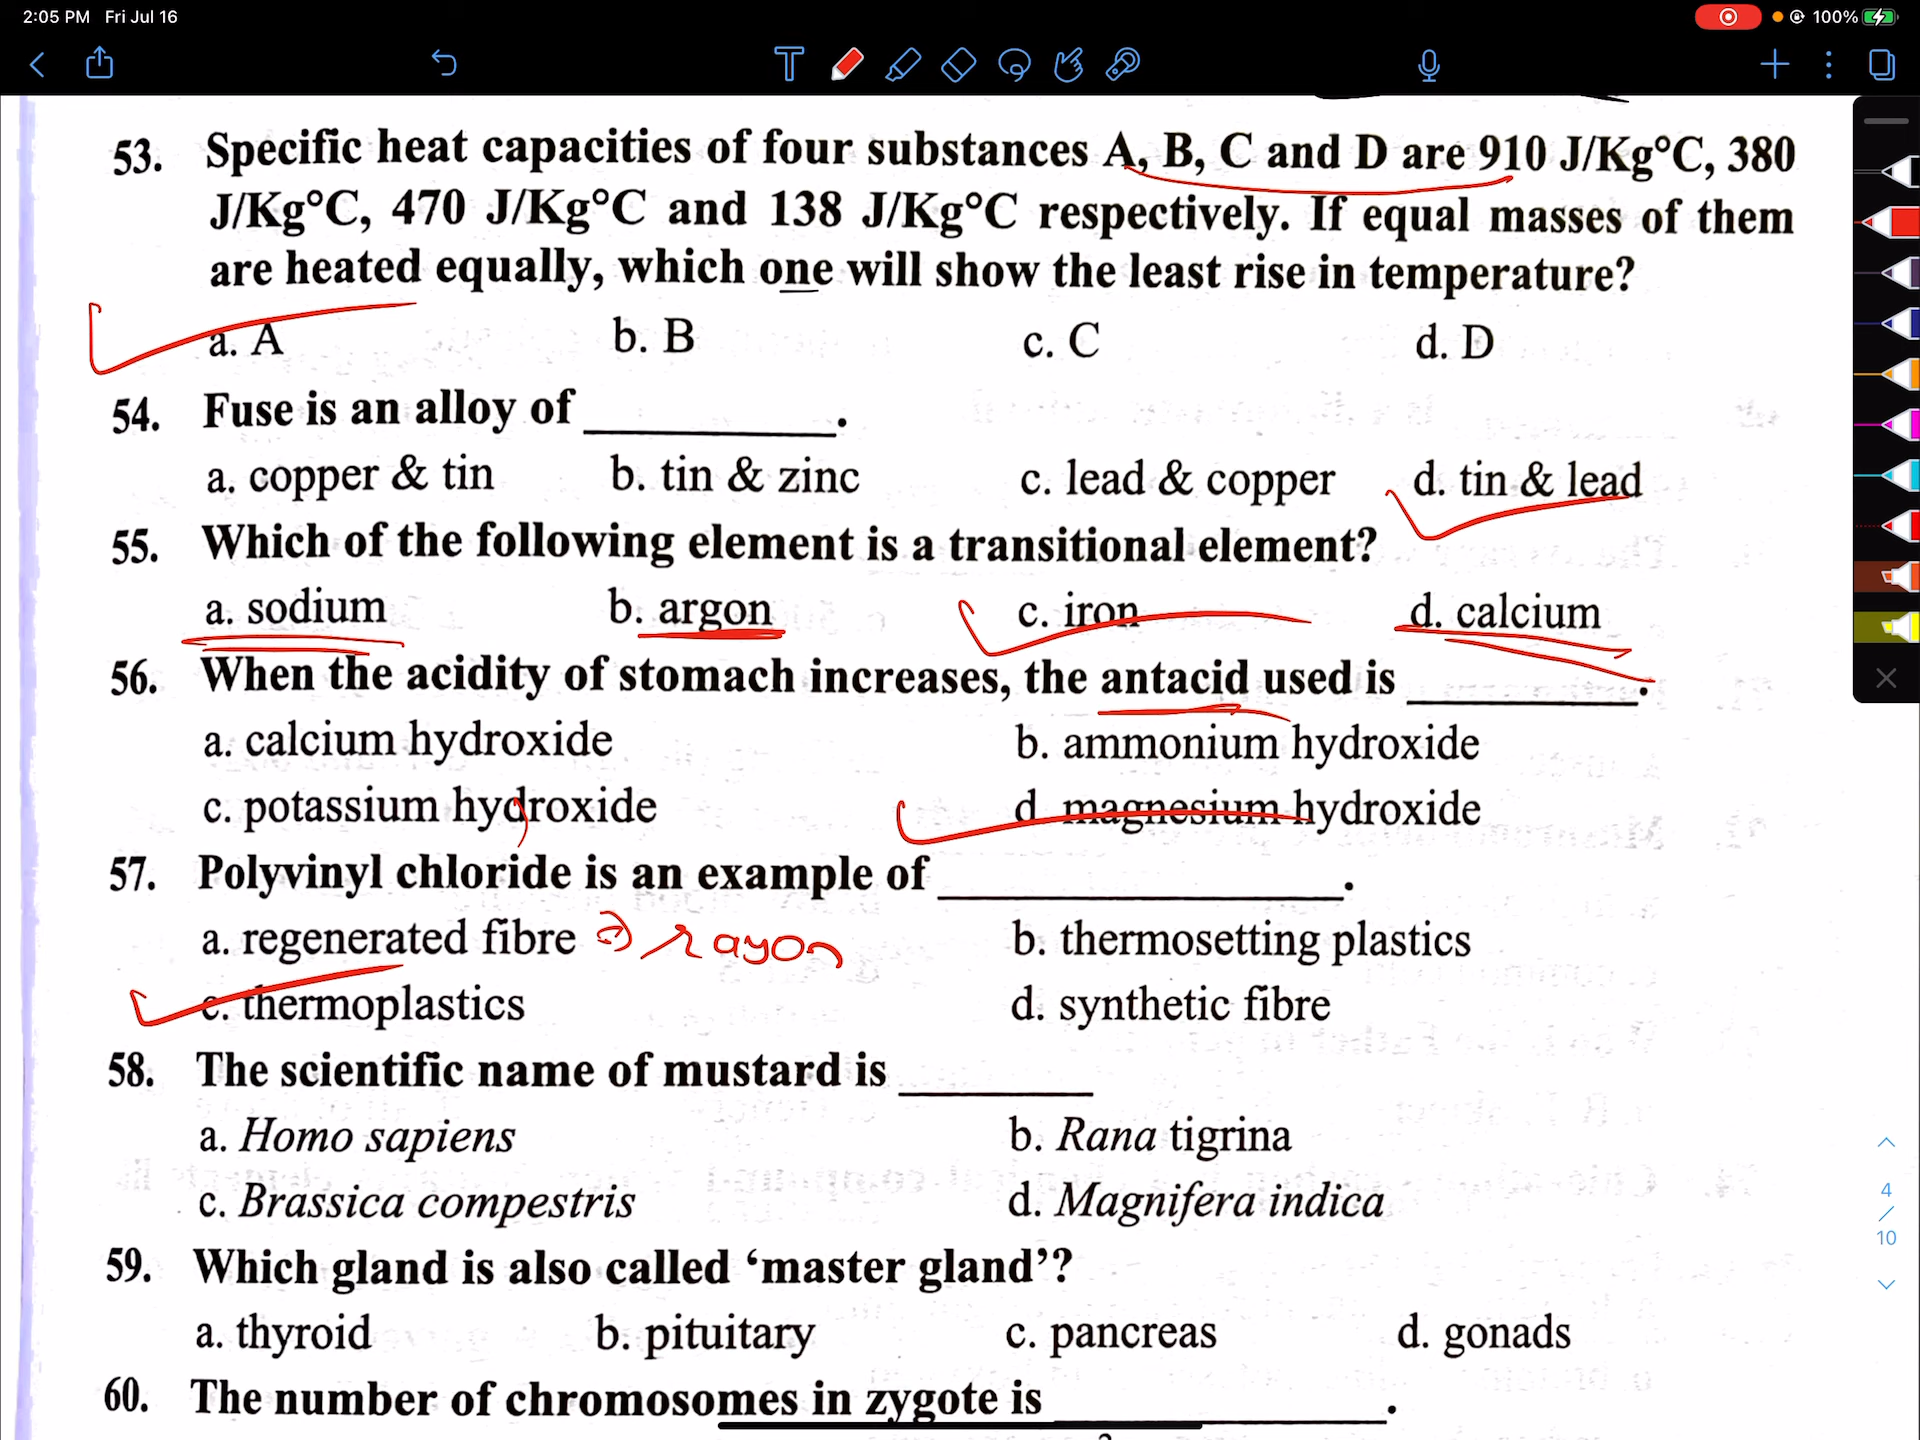 2:05 PM Fri Jul 16
100%
53. Specific heat capacities of four substances A, B, C and D are 910 J/Kg°C, 380
J/Kg°C, 470 J/Kg°C and 138 J/Kg°C respectively. If equal masses of them
are heated equally, which one will show the least rise in temperature?
a. A b. B c. C d. D
54. Fuse is an alloy of ____________.
a. copper & tin b. tin & zinc c. lead & copper d. tin & lead
55. Which of the following element is a transitional element?
a. sodium b. argon c. iron d. calcium
56. When the acidity of stomach increases, the antacid used is ____________.
a. calcium hydroxide b. ammonium hydroxide
c. potassium hydroxide d. magnesium hydroxide
57. Polyvinyl chloride is an example of ____________________.
a. regenerated fibre rayon b. thermosetting plastics
c. thermoplastics d. synthetic fibre
58. The scientific name of mustard is __________
a. Homo sapiens b. Rana tigrina
c. Brassica compestris d. Magnifera indica
59. Which gland is also called ‘master gland’?
a. thyroid b. pituitary c. pancreas d. gonads
60. The number of chromosomes in zygote is ________________.
4
/
10